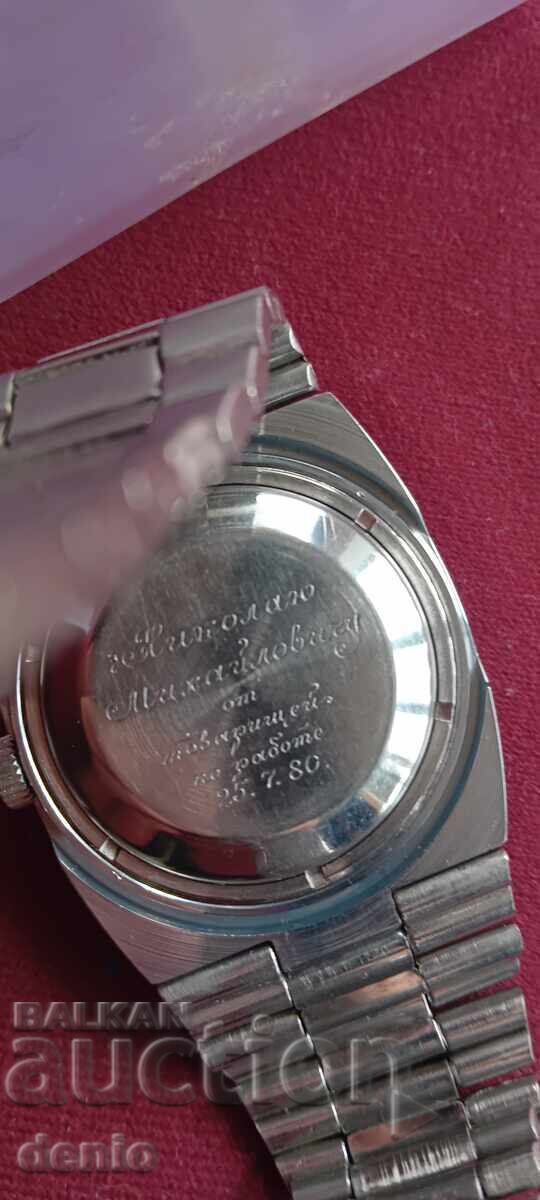 Николаю
Михайловичу
от
товарищей
по работе
25.7.80.
BALKAN
auction
denio